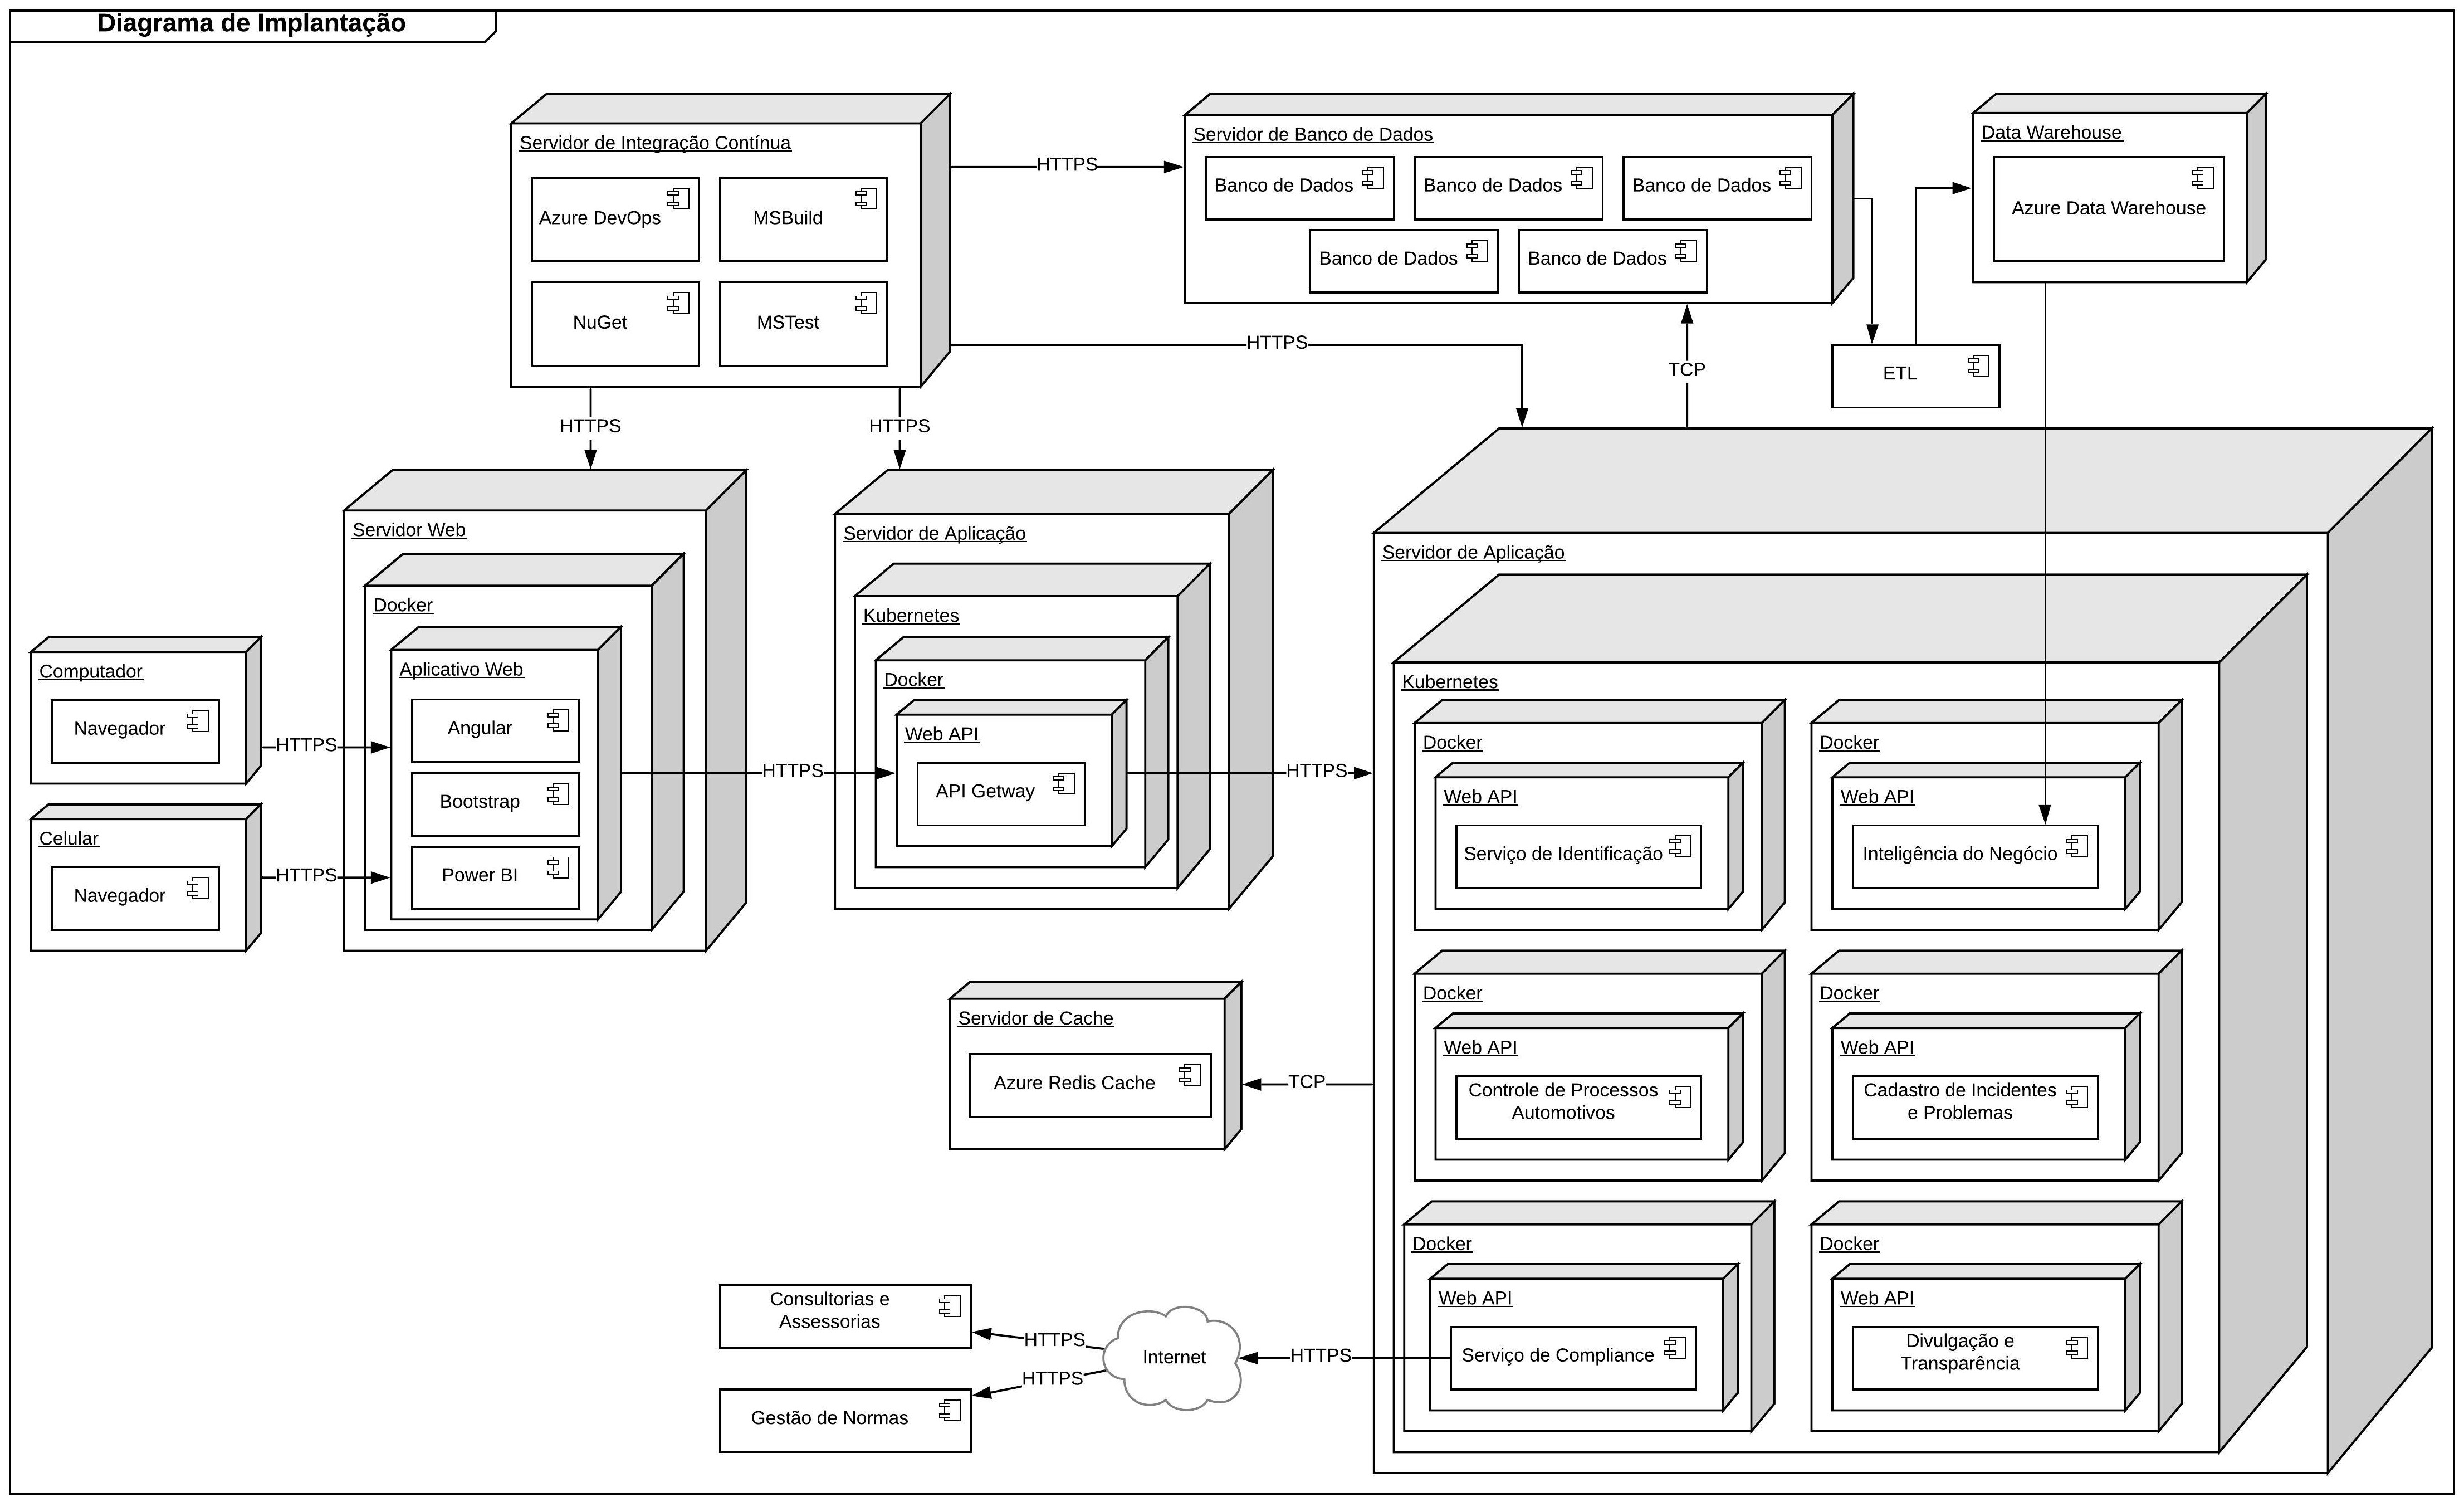 Diagrama de Implantação
Servidor de Integração Contínua
Azure DevOps
MSBuild
NuGet
MSTest
HTTPS
Servidor de Banco de Dados
Banco de Dados
Banco de Dados
Banco de Dados
Banco de Dados
Banco de Dados
Data Warehouse
Azure Data Warehouse
HTTPS
TCP
ETL
HTTPS
HTTPS
Computador
Navegador
HTTPS
Celular
Navegador
HTTPS
Servidor Web
Docker
Aplicativo Web
Angular
Bootstrap
Power BI
HTTPS
Servidor de Aplicação
Kubernetes
Docker
Web API
API Getway
HTTPS
Servidor de Aplicação
Kubernetes
Docker
Web API
Serviço de Identificação
Docker
Web API
Inteligência do Negócio
Docker
Web API
Controle de Processos
Automotivos
Docker
Web API
Cadastro de Incidentes
e Problemas
Docker
Web API
Serviço de Compliance
Docker
Web API
Divulgação e
Transparência
Servidor de Cache
Azure Redis Cache
TCP
Consultorias e
Assessorias
HTTPS
Gestão de Normas
HTTPS
Internet
HTTPS